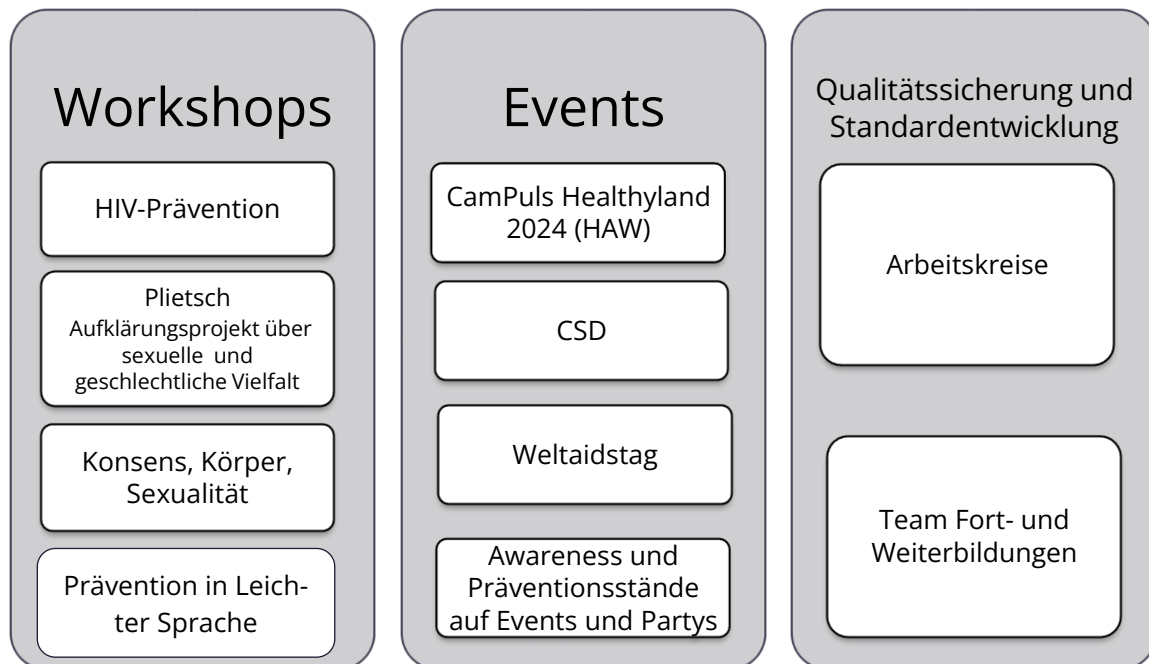 Workshops
HIV-Prävention
Plietsch
Aufklärungsprojekt über
sexuelle und
geschlechtliche Vielfalt
Konsens, Körper,
Sexualität
Prävention in Leich-
ter Sprache
Events
CamPuls Healthyland
2024 (HAW)
CSD
Weltaidstag
Awareness und
Präventionsstände
auf Events und Partys
Qualitätssicherung und
Standardentwicklung
Arbeitskreise
Team Fort- und
Weiterbildungen